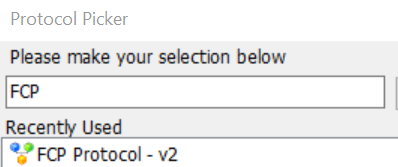 Protocol Picker
Please make your selection below
FCP
Recently Used
FCP Protocol - v2